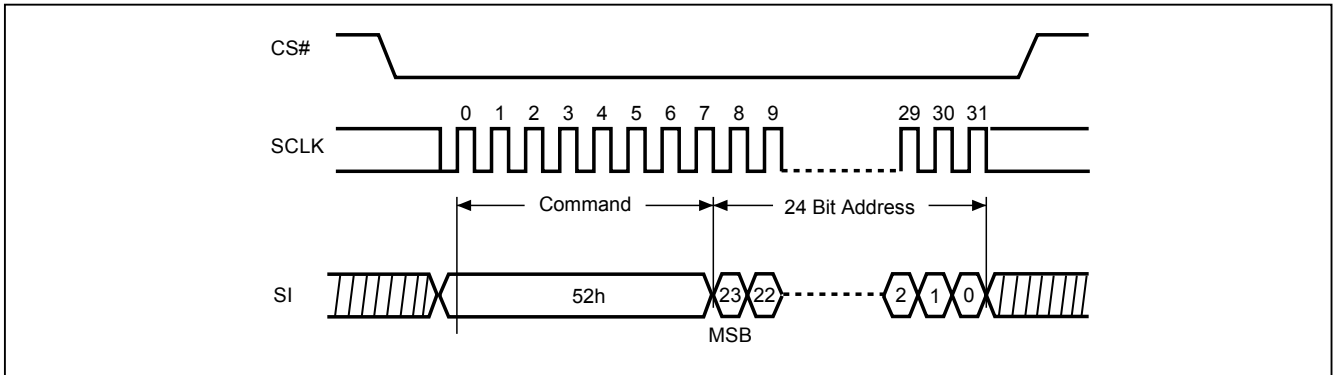 CS#
0 1 2 3 4 5 6 7 8 9 29 30 31
SCLK
Command 24 Bit Address
SI 52h 23 22 2 1 0
MSB